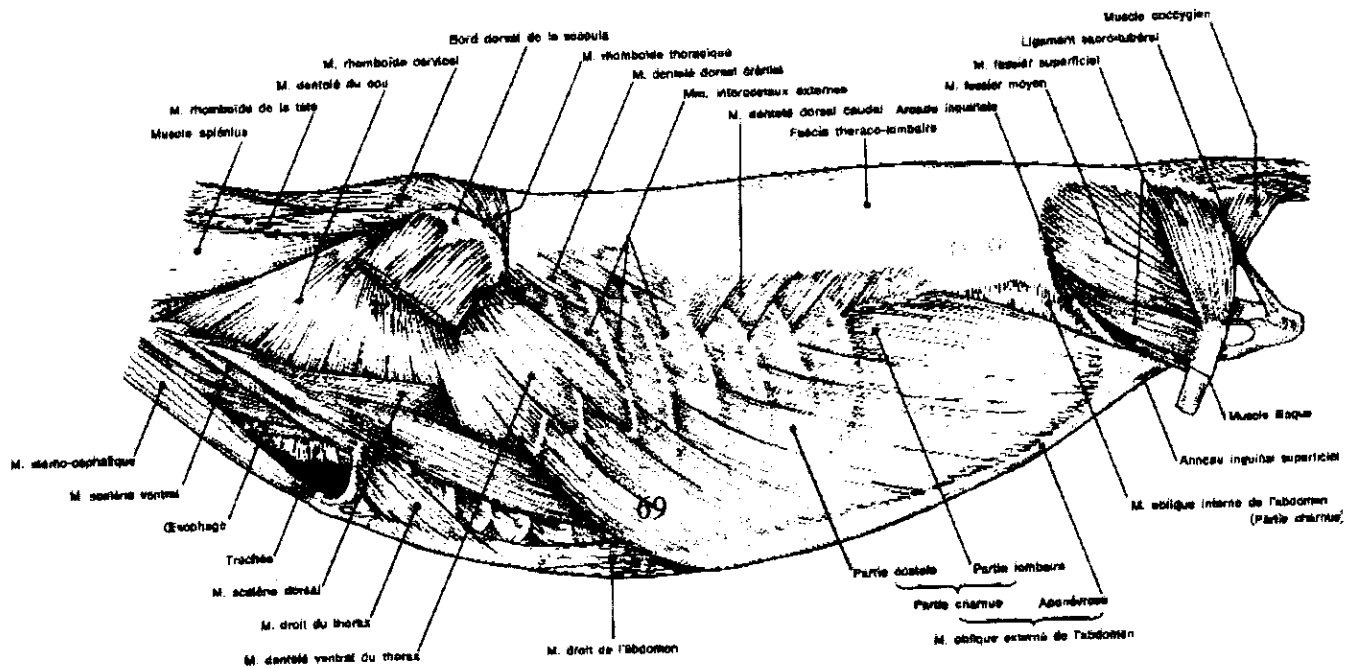 Muscle coccygien
Bord dorsal de la scapula
Ligament sacro-tubéral
M. rhomboïde cervical
M. rhomboïde thoracique
M. fessier superficiel
M. dentelé du cou
M. dentelé dorsal crânial
M. fessier moyen
M. rhomboïde de la tête
Mm. intercostaux externes
M. dentelé dorsal caudal
Arcade inguinale
Muscle splénius
Fascia thoraco-lombaire
Muscle iliaque
M. sterno-céphalique
Anneau inguinal superficiel
M. scalène ventral
M. oblique interne de l'abdomen
(Partie charnue)
69
Œsophage
Trachée
Partie costale
Partie lombaire
M. scalène dorsal
Partie charnue
Aponévrose
M. droit du thorax
M. oblique externe de l'abdomen
M. dentelé ventral du thorax
M. droit de l'abdomen